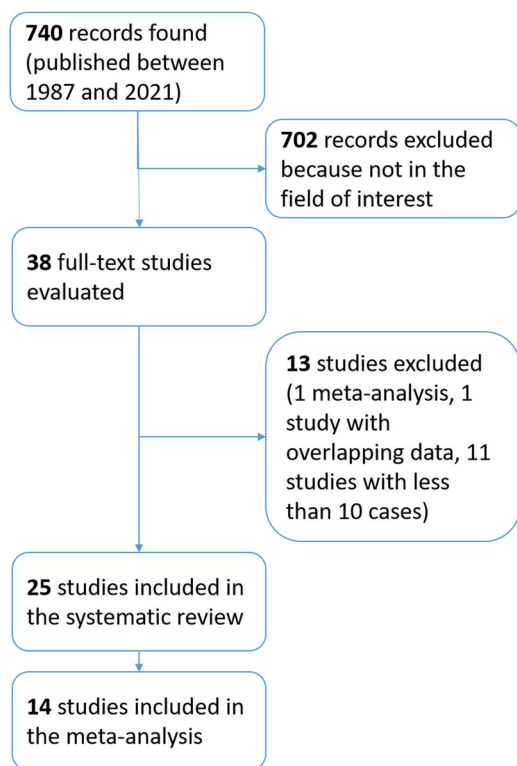 740 records found
(published between
1987 and 2021)
702 records excluded
because not in the
field of interest
38 full-text studies
evaluated
13 studies excluded
(1 meta-analysis, 1
study with
overlapping data, 11
studies with less
than 10 cases)
25 studies included in
the systematic review
14 studies included in
the meta-analysis